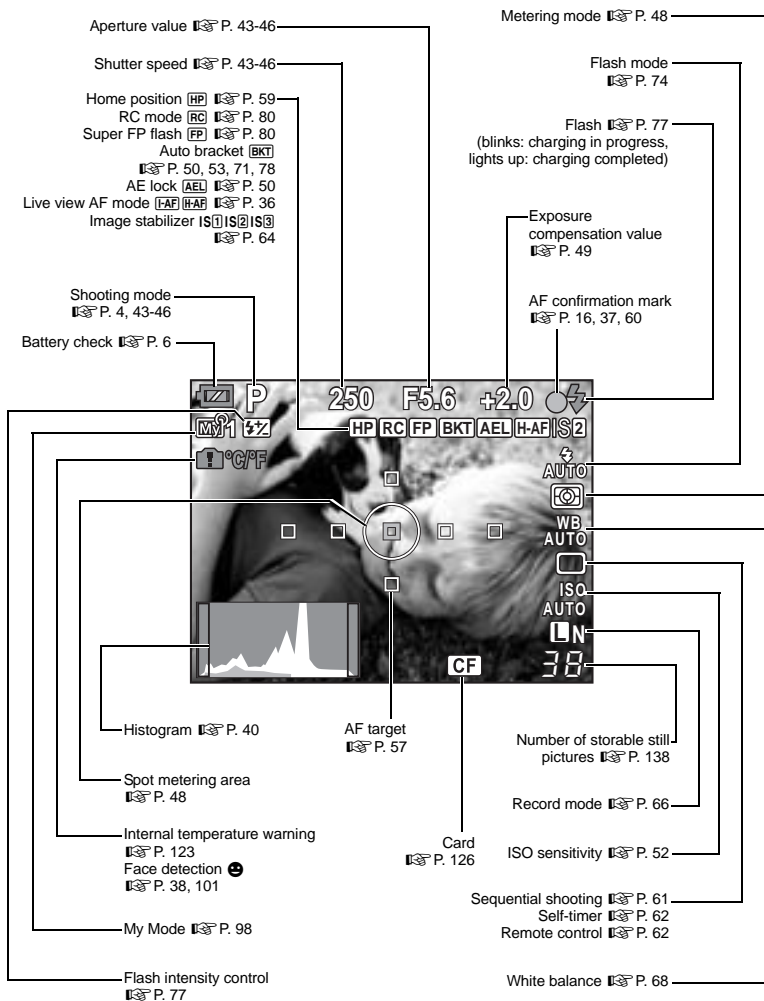 Aperture value ☞ P. 43-46
Shutter speed ☞ P. 43-46
Home position HP ☞ P. 59
RC mode RC ☞ P. 80
Super FP flash FP ☞ P. 80
Auto bracket BKT
☞ P. 50, 53, 71, 78
AE lock AEL ☞ P. 50
Live view AF mode I-AF H-AF ☞ P. 36
Image stabilizer IS1 IS2 IS3
☞ P. 64
Shooting mode
☞ P. 4, 43-46
Battery check ☞ P. 6
Metering mode ☞ P. 48
Flash mode
☞ P. 74
Flash ☞ P. 77
(blinks: charging in progress,
lights up: charging completed)
Exposure
compensation value
☞ P. 49
AF confirmation mark
☞ P. 16, 37, 60
P 250 F5.6 +2.0
My1 HP RC FP BKT AEL H-AF IS2
°C/°F
AUTO
WB
AUTO
ISO
AUTO
L N
CF 38
Histogram ☞ P. 40
Spot metering area
☞ P. 48
Internal temperature warning
☞ P. 123
Face detection
☞ P. 38, 101
My Mode ☞ P. 98
Flash intensity control
☞ P. 77
AF target
☞ P. 57
Card
☞ P. 126
Number of storable still
pictures ☞ P. 138
Record mode ☞ P. 66
ISO sensitivity ☞ P. 52
Sequential shooting ☞ P. 61
Self-timer ☞ P. 62
Remote control ☞ P. 62
White balance ☞ P. 68